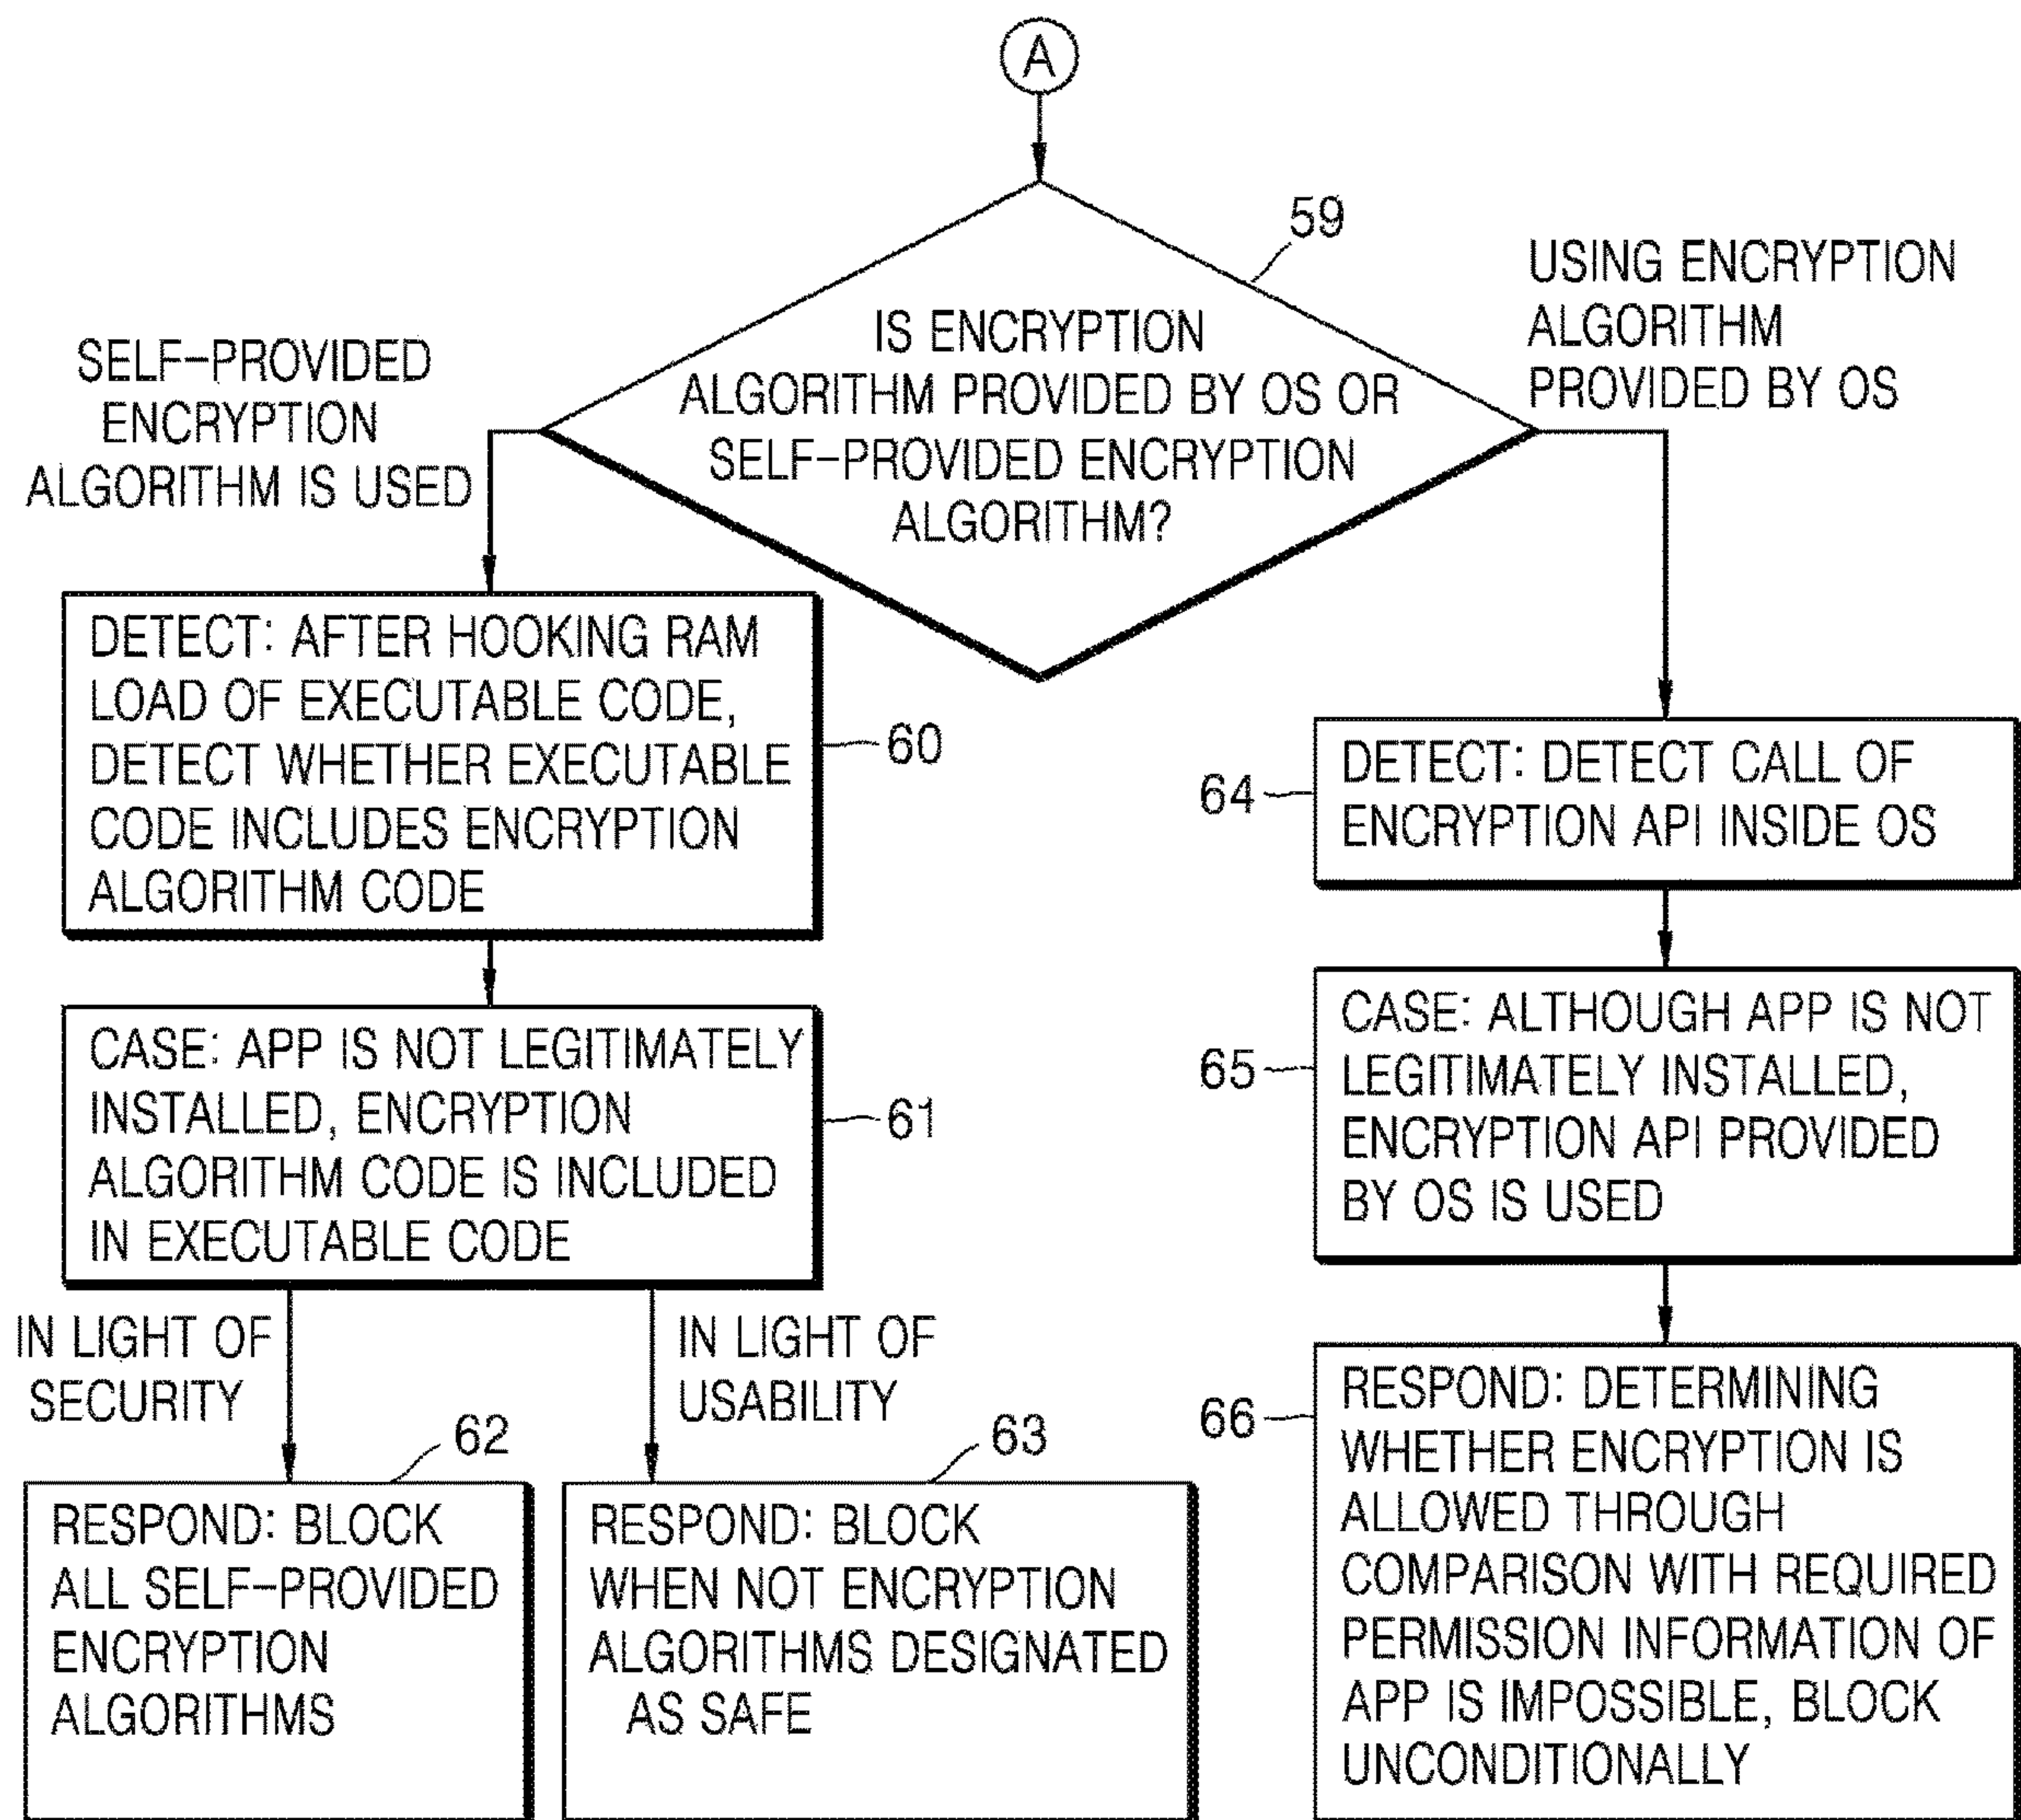 A
59
IS ENCRYPTION
ALGORITHM PROVIDED BY OS OR
SELF-PROVIDED ENCRYPTION
ALGORITHM?
SELF-PROVIDED
ENCRYPTION
ALGORITHM IS USED
USING ENCRYPTION
ALGORITHM
PROVIDED BY OS
DETECT: AFTER HOOKING RAM
LOAD OF EXECUTABLE CODE,
DETECT WHETHER EXECUTABLE
CODE INCLUDES ENCRYPTION
ALGORITHM CODE
60
CASE: APP IS NOT LEGITIMATELY
INSTALLED, ENCRYPTION
ALGORITHM CODE IS INCLUDED
IN EXECUTABLE CODE
61
IN LIGHT OF
SECURITY
IN LIGHT OF
USABILITY
62
RESPOND: BLOCK
ALL SELF-PROVIDED
ENCRYPTION
ALGORITHMS
63
RESPOND: BLOCK
WHEN NOT ENCRYPTION
ALGORITHMS DESIGNATED
AS SAFE
64
DETECT: DETECT CALL OF
ENCRYPTION API INSIDE OS
65
CASE: ALTHOUGH APP IS NOT
LEGITIMATELY INSTALLED,
ENCRYPTION API PROVIDED
BY OS IS USED
66
RESPOND: DETERMINING
WHETHER ENCRYPTION IS
ALLOWED THROUGH
COMPARISON WITH REQUIRED
PERMISSION INFORMATION OF
APP IS IMPOSSIBLE, BLOCK
UNCONDITIONALLY